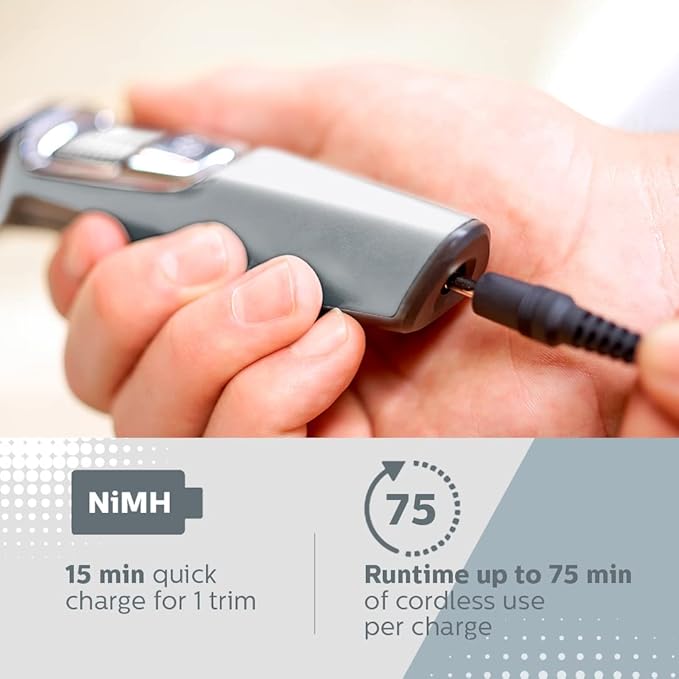 NiMH
15 min quick
charge for 1 trim
75
Runtime up to 75 min
of cordless use
per charge